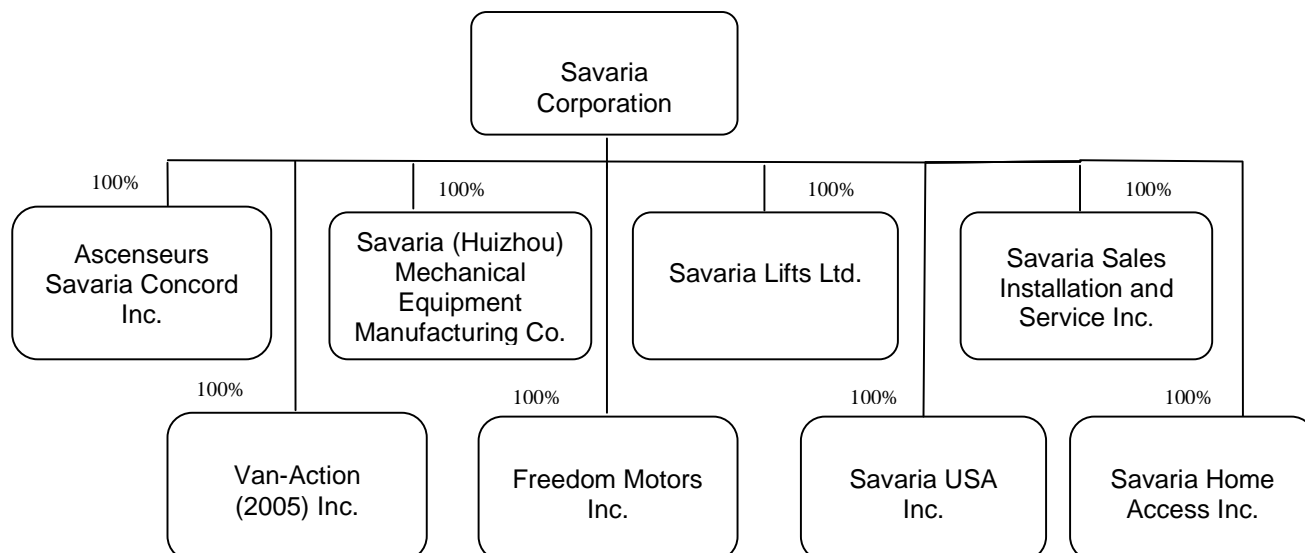 Savaria
Corporation
100%
100%
100%
100%
Ascenseurs
Savaria Concord
Inc.
Savaria (Huizhou)
Mechanical
Equipment
Manufacturing Co.
Savaria Lifts Ltd.
Savaria Sales
Installation and
Service Inc.
100%
100%
100%
100%
Van-Action
(2005) Inc.
Freedom Motors
Inc.
Savaria USA
Inc.
Savaria Home
Access Inc.